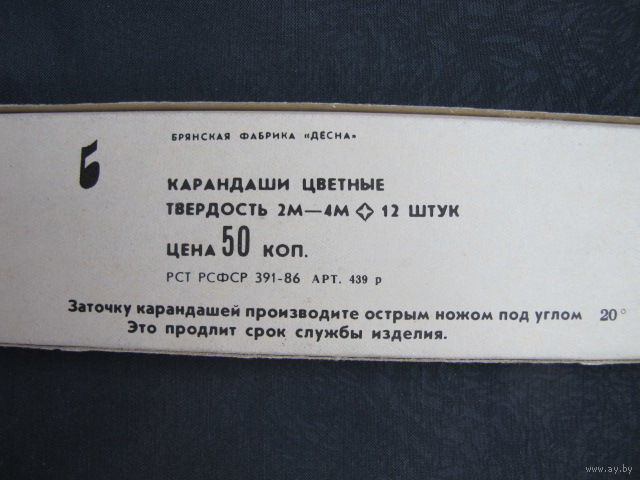 БРЯНСКАЯ ФАБРИКА «ДЕСНА»
Б
КАРАНДАШИ ЦВЕТНЫЕ
ТВЕРДОСТЬ 2М—4М 12 ШТУК
ЦЕНА 50 КОП.
РСТ РСФСР 391-86 АРТ. 439 р
Заточку карандашей производите острым ножом под углом 20°
Это продлит срок службы изделия.
www.ay.by